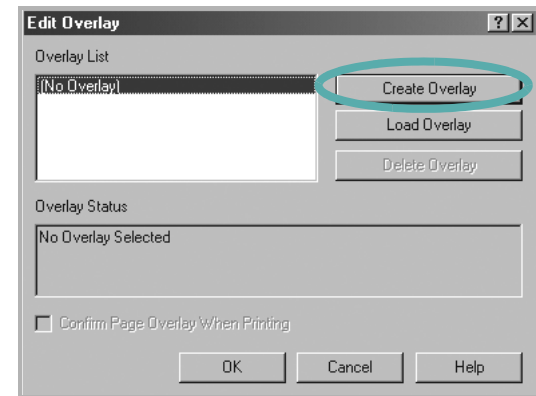 Edit Overlay
Overlay List
(No Overlay)
Create Overlay
Load Overlay
Delete Overlay
Overlay Status
No Overlay Selected
Confirm Page Overlay When Printing
OK Cancel Help